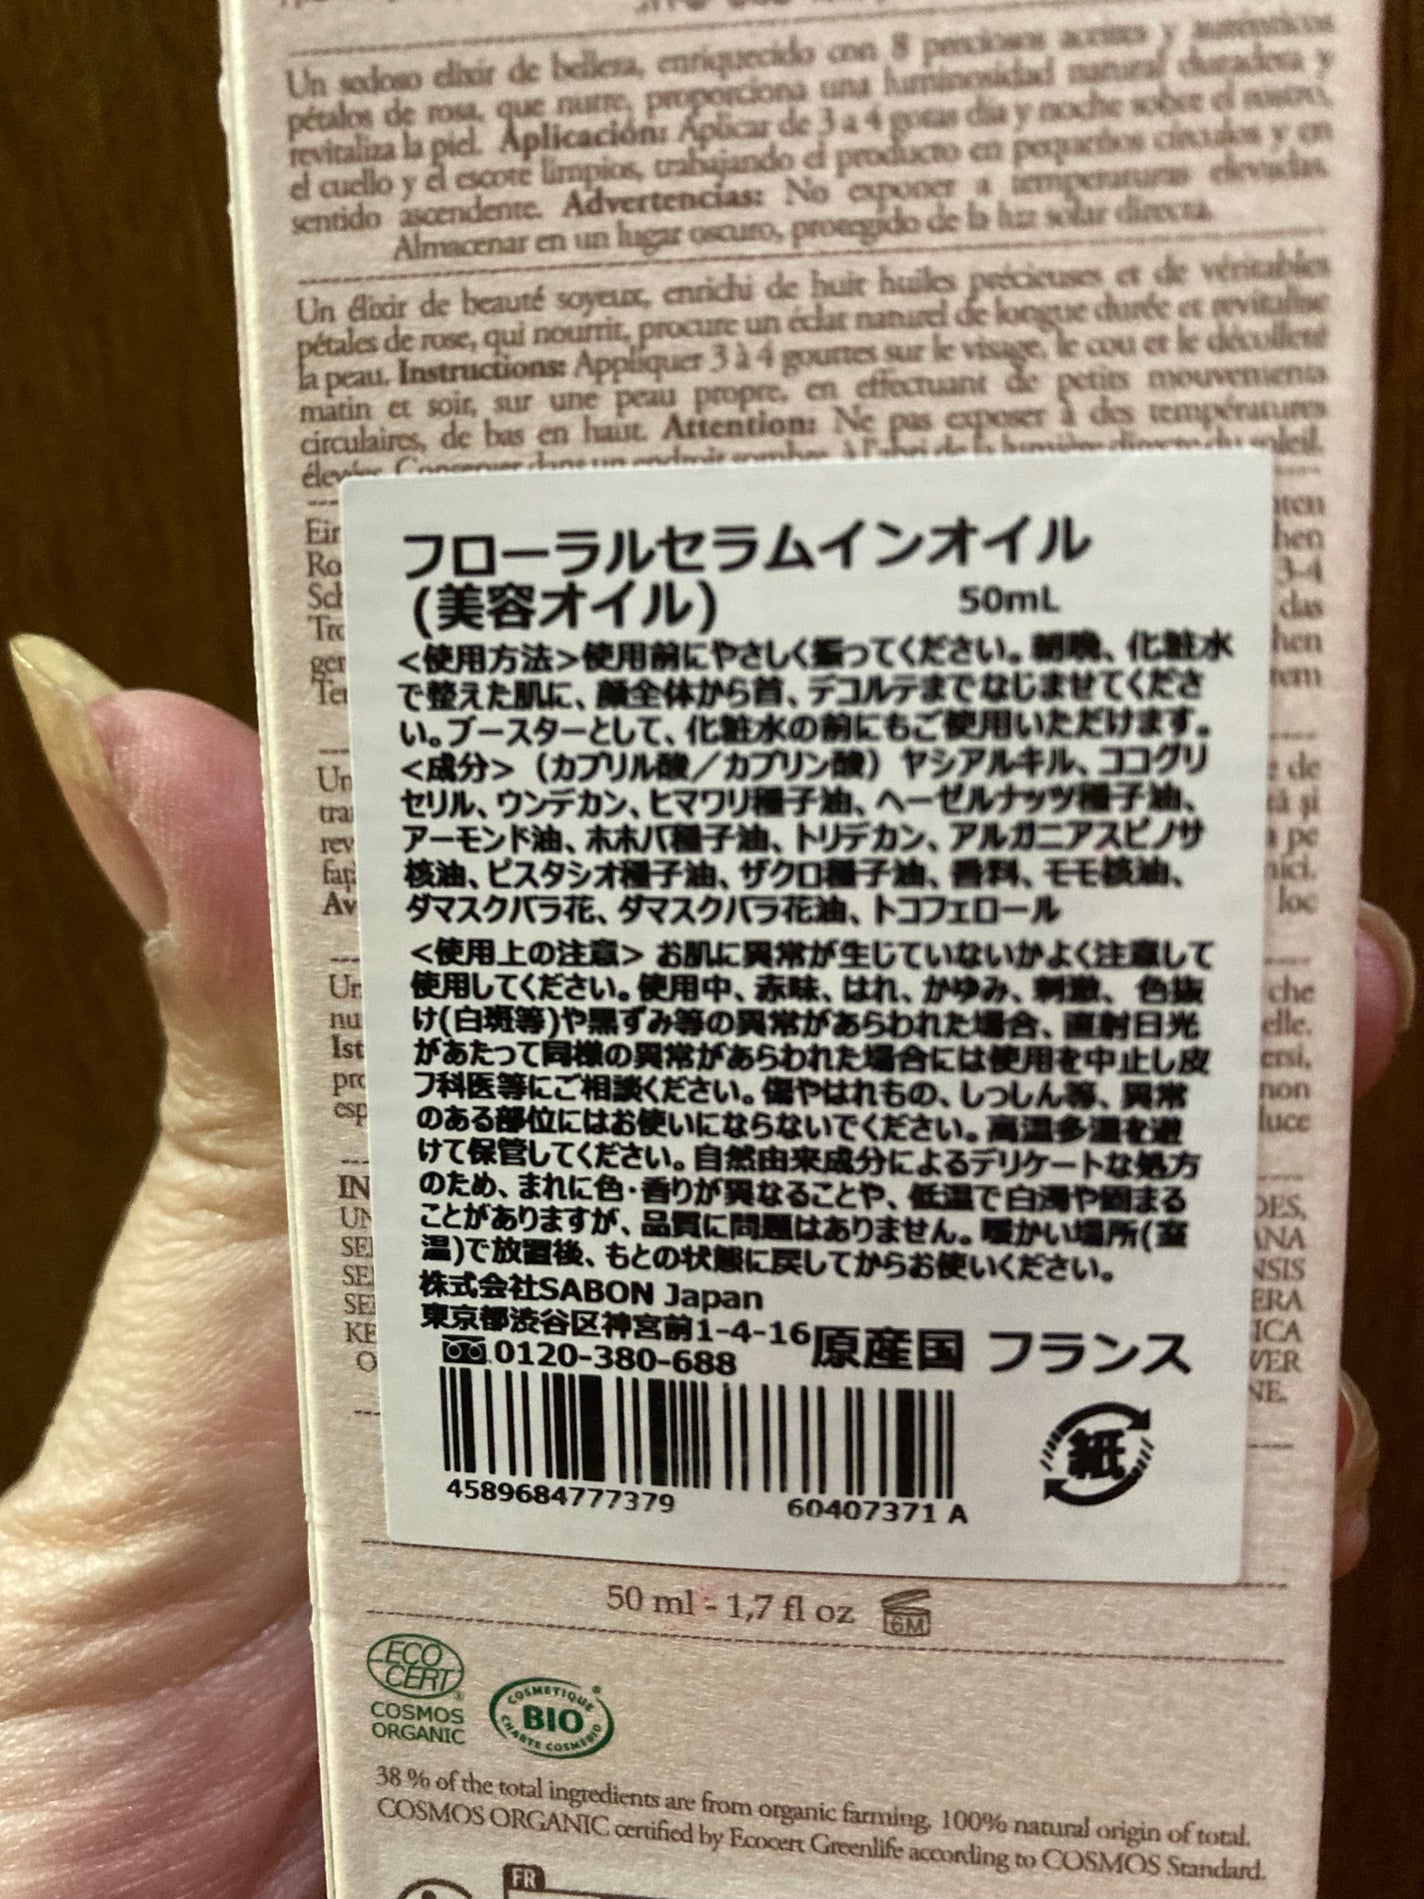 Un sedoso elixir de belleza, enriquecido con 8 preciosos aceites y auténticos
pétalos de rosa, que nutre, proporciona una luminosidad natural duradera y
revitaliza la piel. Aplicación: Aplicar de 3 a 4 gotas día y noche sobre el rostro,
el cuello y el escote limpios, trabajando el producto en pequeños círculos y en
sentido ascendente. Advertencias: No exponer a temperaturas elevadas.
Almacenar en un lugar oscuro, protegido de la luz solar directa.
Un élixir de beauté soyeux, enrichi de huit huiles précieuses et de véritables
pétales de rose, qui nourrit, procure un éclat naturel de longue durée et revitalise
la peau. Instructions: Appliquer 3 à 4 gouttes sur le visage, le cou et le décolleté
matin et soir, sur une peau propre, en effectuant de petits mouvements
circulaires, de bas en haut. Attention: Ne pas exposer à des températures
élevées. Conserver dans un endroit sombre, à l'abri de la lumière directe du soleil.
フローラルセラムインオイル
(美容オイル) 50mL
<使用方法>使用前にやさしく振ってください。朝晩、化粧水
で整えた肌に、顔全体から首、デコルテまでなじませてくださ
い。ブースターとして、化粧水の前にもご使用いただけます。
<成分>（カプリル酸／カプリン酸）ヤシアルキル、ココグリ
セリル、ウンデカン、ヒマワリ種子油、ヘーゼルナッツ種子油、
アーモンド油、ホホバ種子油、トリデカン、アルガニアスピノサ
核油、ピスタシオ種子油、ザクロ種子油、香料、モモ核油、
ダマスクバラ花、ダマスクバラ花油、トコフェロール
<使用上の注意> お肌に異常が生じていないかよく注意して
使用してください。使用中、赤味、はれ、かゆみ、刺激、色抜
け(白斑等)や黒ずみ等の異常があらわれた場合、直射日光
があたって同様の異常があらわれた場合には使用を中止し皮
フ科医等にご相談ください。傷やはれもの、しっしん等、異常
のある部位にはお使いにならないでください。高温多湿を避
けて保管してください。自然由来成分によるデリケートな処方
のため、まれに色・香りが異なることや、低温で白濁や固まる
ことがありますが、品質に問題はありません。暖かい場所(室
温)で放置後、もとの状態に戻してからお使いください。
株式会社SABON Japan
東京都渋谷区神宮前1-4-16
0120-380-688 原産国 フランス
4589684777379 60407371 A
紙
50 ml - 1,7 fl oz 6M
ECO
CERT
COSMOS
ORGANIC
COSMETIQUE
BIO
CHARTE COSMEBIO
38 % of the total ingredients are from organic farming, 100% natural origin of total.
COSMOS ORGANIC certified by Ecocert Greenlife according to COSMOS Standard.
FR